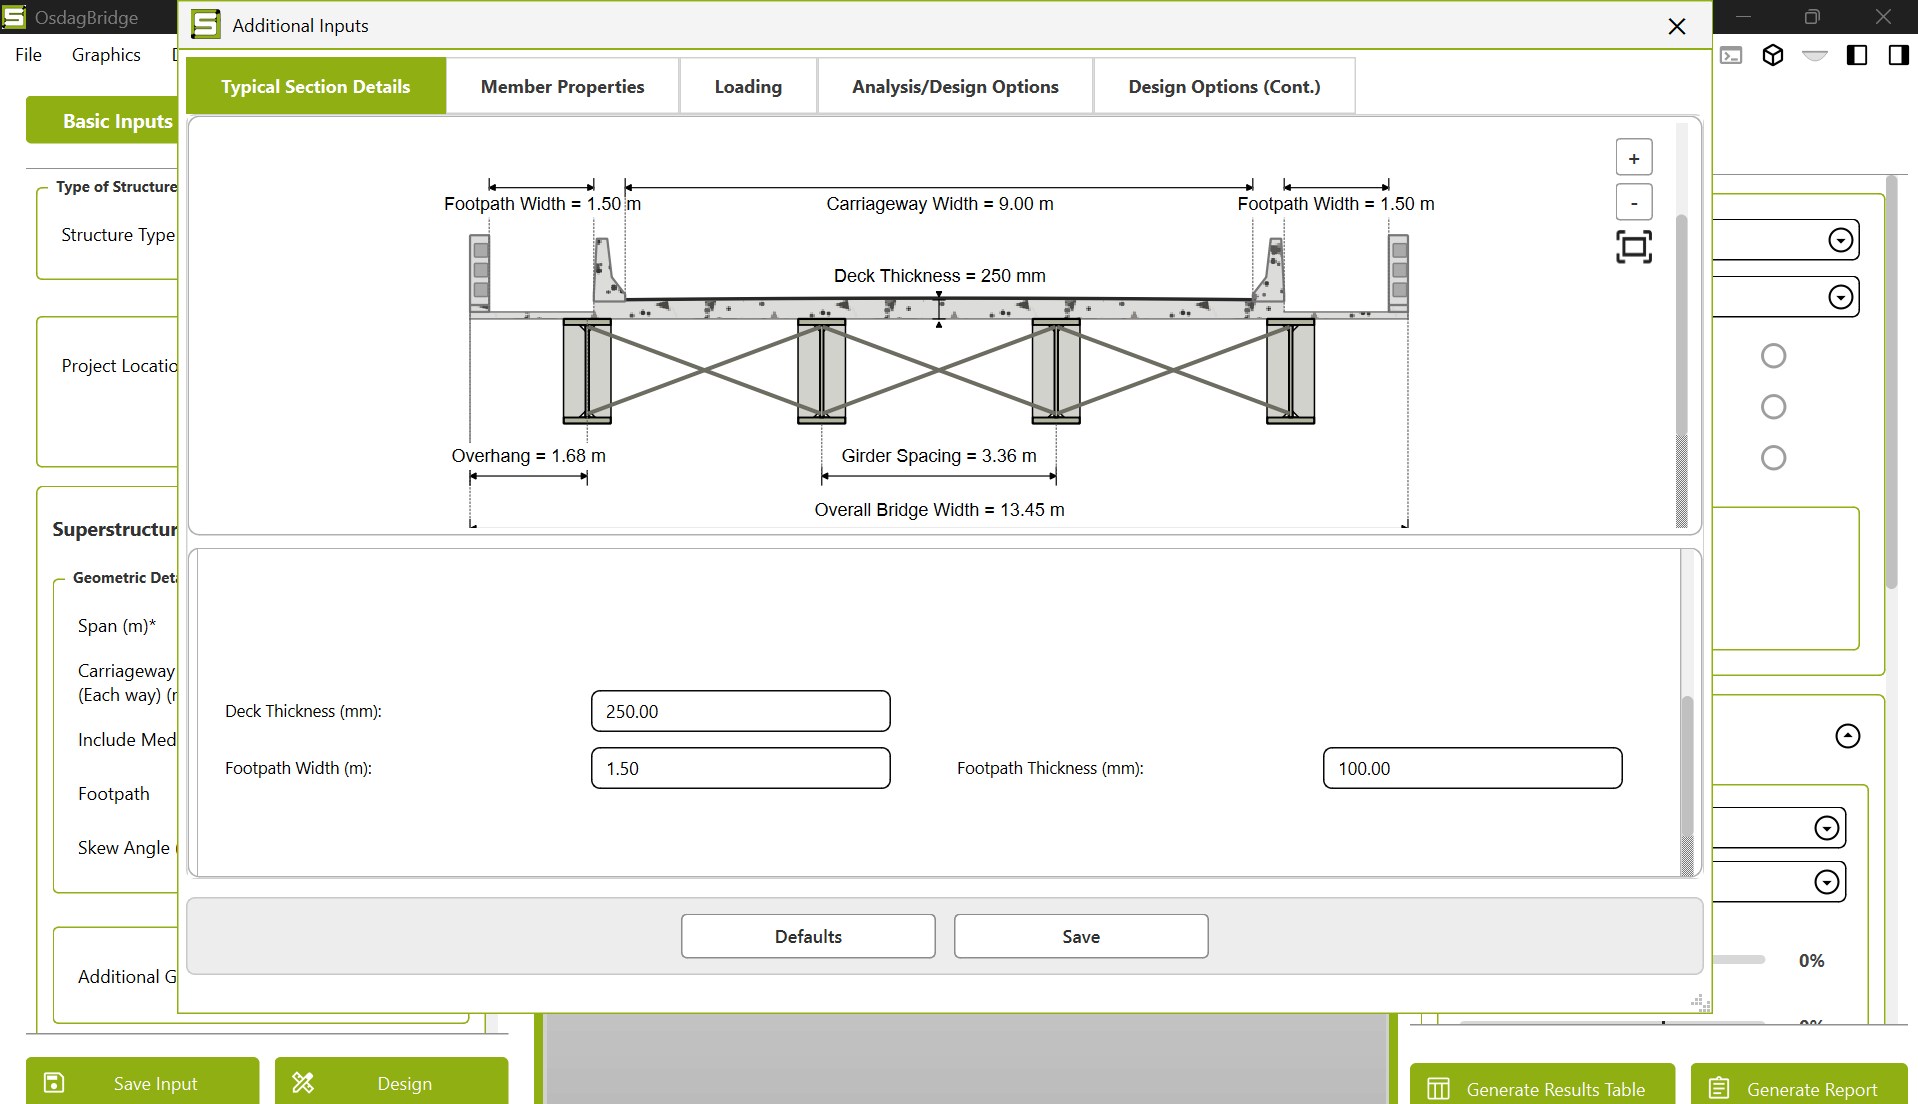 OsdagBridge
Additional Inputs
File
Graphics
Typical Section Details
Member Properties
Loading
Analysis/Design Options
Design Options (Cont.)
Basic Inputs
+
-
Type of Structure
Structure Type
Footpath Width = 1.50 m
Carriageway Width = 9.00 m
Footpath Width = 1.50 m
Deck Thickness = 250 mm
Project Locatio
Overhang = 1.68 m
Girder Spacing = 3.36 m
Overall Bridge Width = 13.45 m
Superstructur
Geometric Deta
Span (m)*
Carriageway
(Each way) (r
Include Med
Footpath
Skew Angle (
Deck Thickness (mm):
250.00
Footpath Width (m):
1.50
Footpath Thickness (mm):
100.00
Defaults
Save
Additional G
0%
Save Input
Design
Generate Results Table
Generate Report